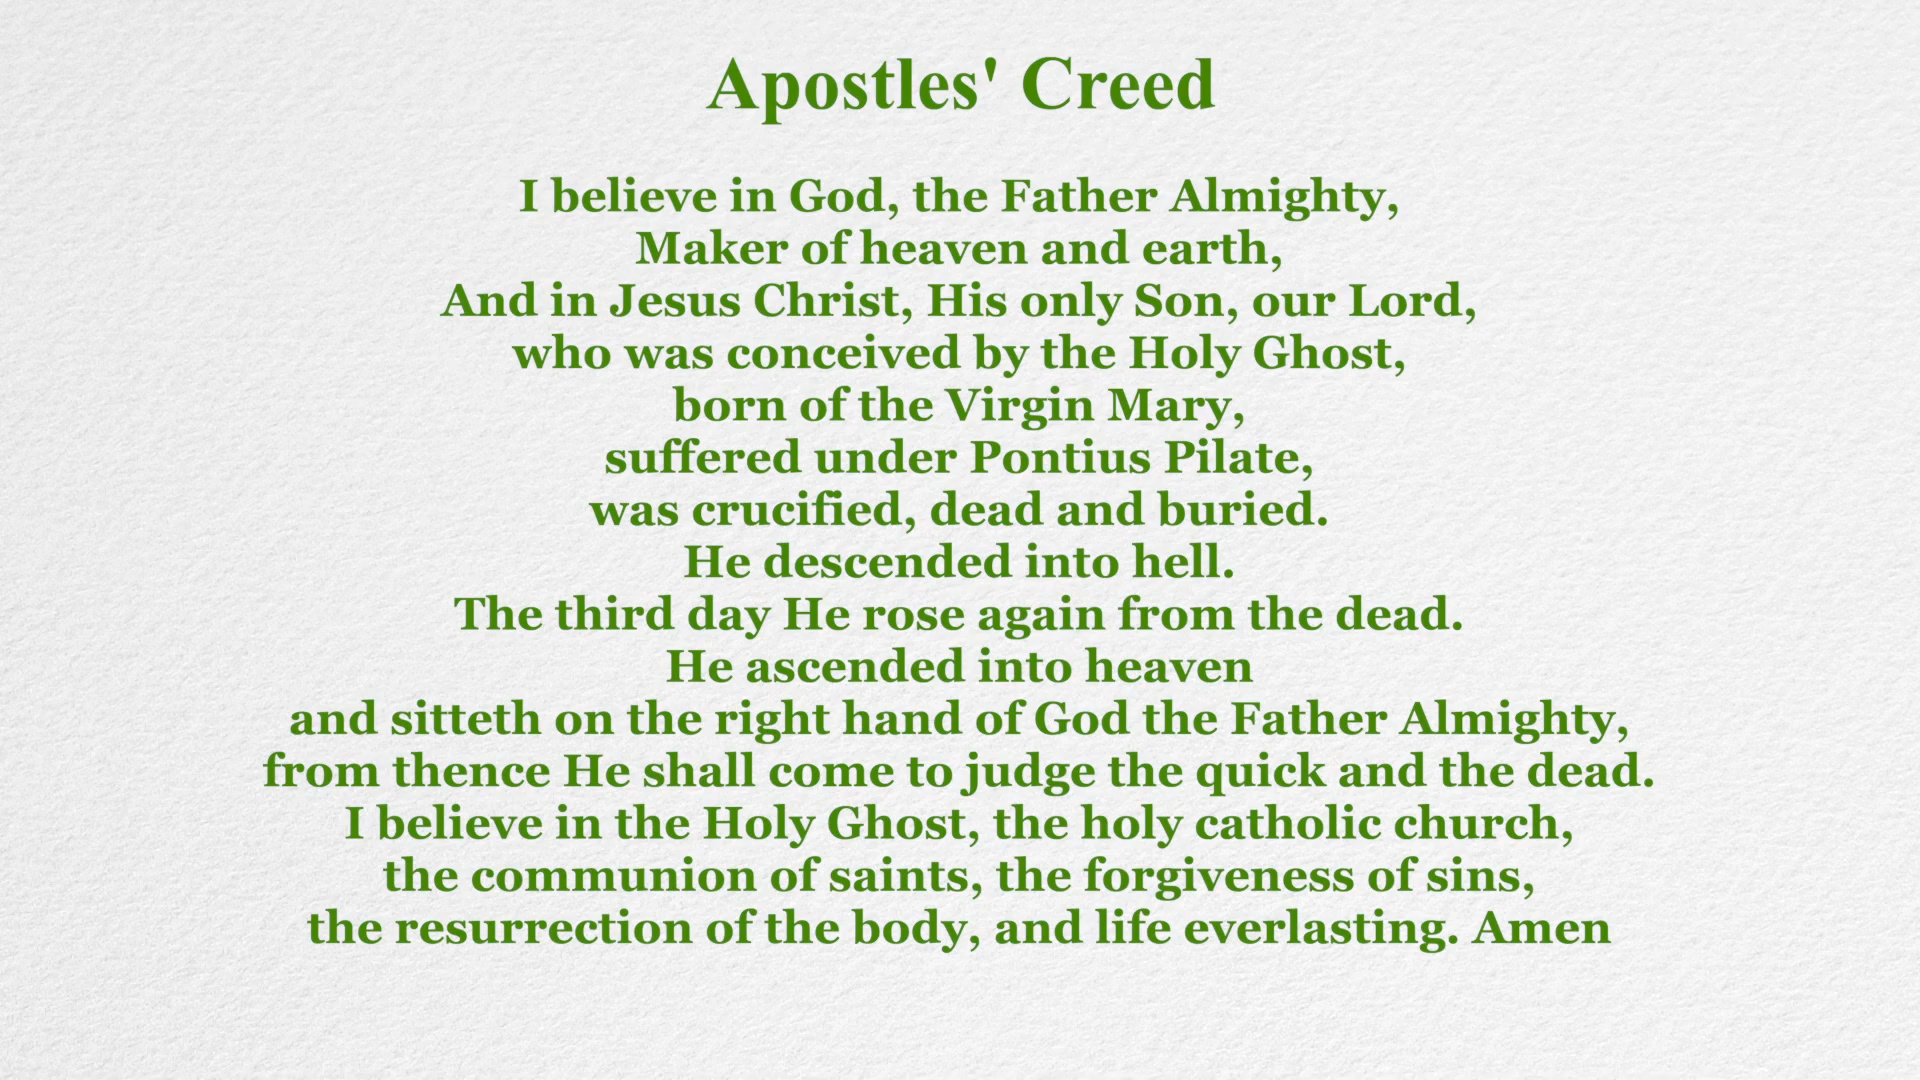 Apostles' Creed
I believe in God, the Father Almighty,
Maker of heaven and earth,
And in Jesus Christ, His only Son, our Lord,
who was conceived by the Holy Ghost,
born of the Virgin Mary,
suffered under Pontius Pilate,
was crucified, dead and buried.
He descended into hell.
The third day He rose again from the dead.
He ascended into heaven
and sitteth on the right hand of God the Father Almighty,
from thence He shall come to judge the quick and the dead.
I believe in the Holy Ghost, the holy catholic church,
the communion of saints, the forgiveness of sins,
the resurrection of the body, and life everlasting. Amen